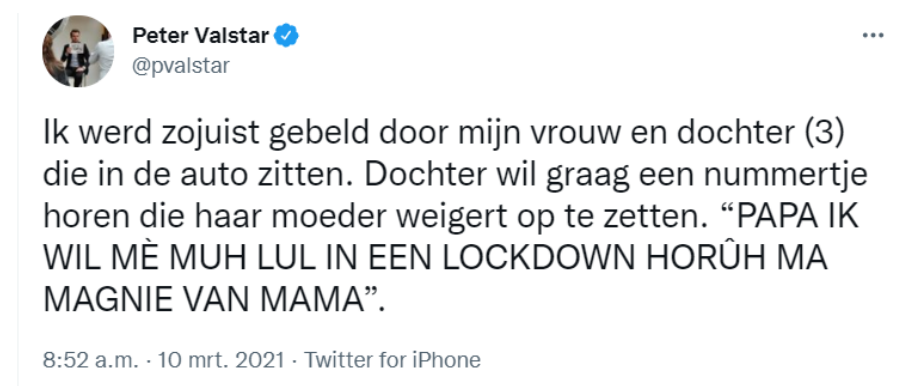 Peter Valstar
@pvalstar
Ik werd zojuist gebeld door mijn vrouw en dochter (3)
die in de auto zitten. Dochter wil graag een nummertje
horen die haar moeder weigert op te zetten. “PAPA IK
WIL MÈ MUH LUL IN EEN LOCKDOWN HORÛH MA
MAGNIE VAN MAMA”.
8:52 a.m. · 10 mrt. 2021 · Twitter for iPhone